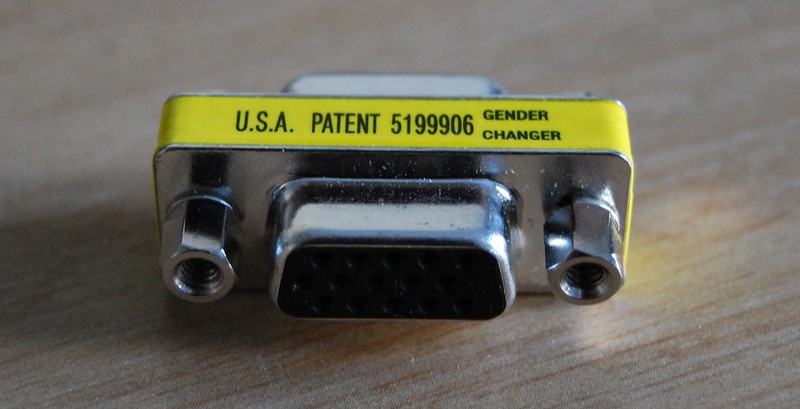 U.S.A. PATENT 5199906
GENDER
CHANGER